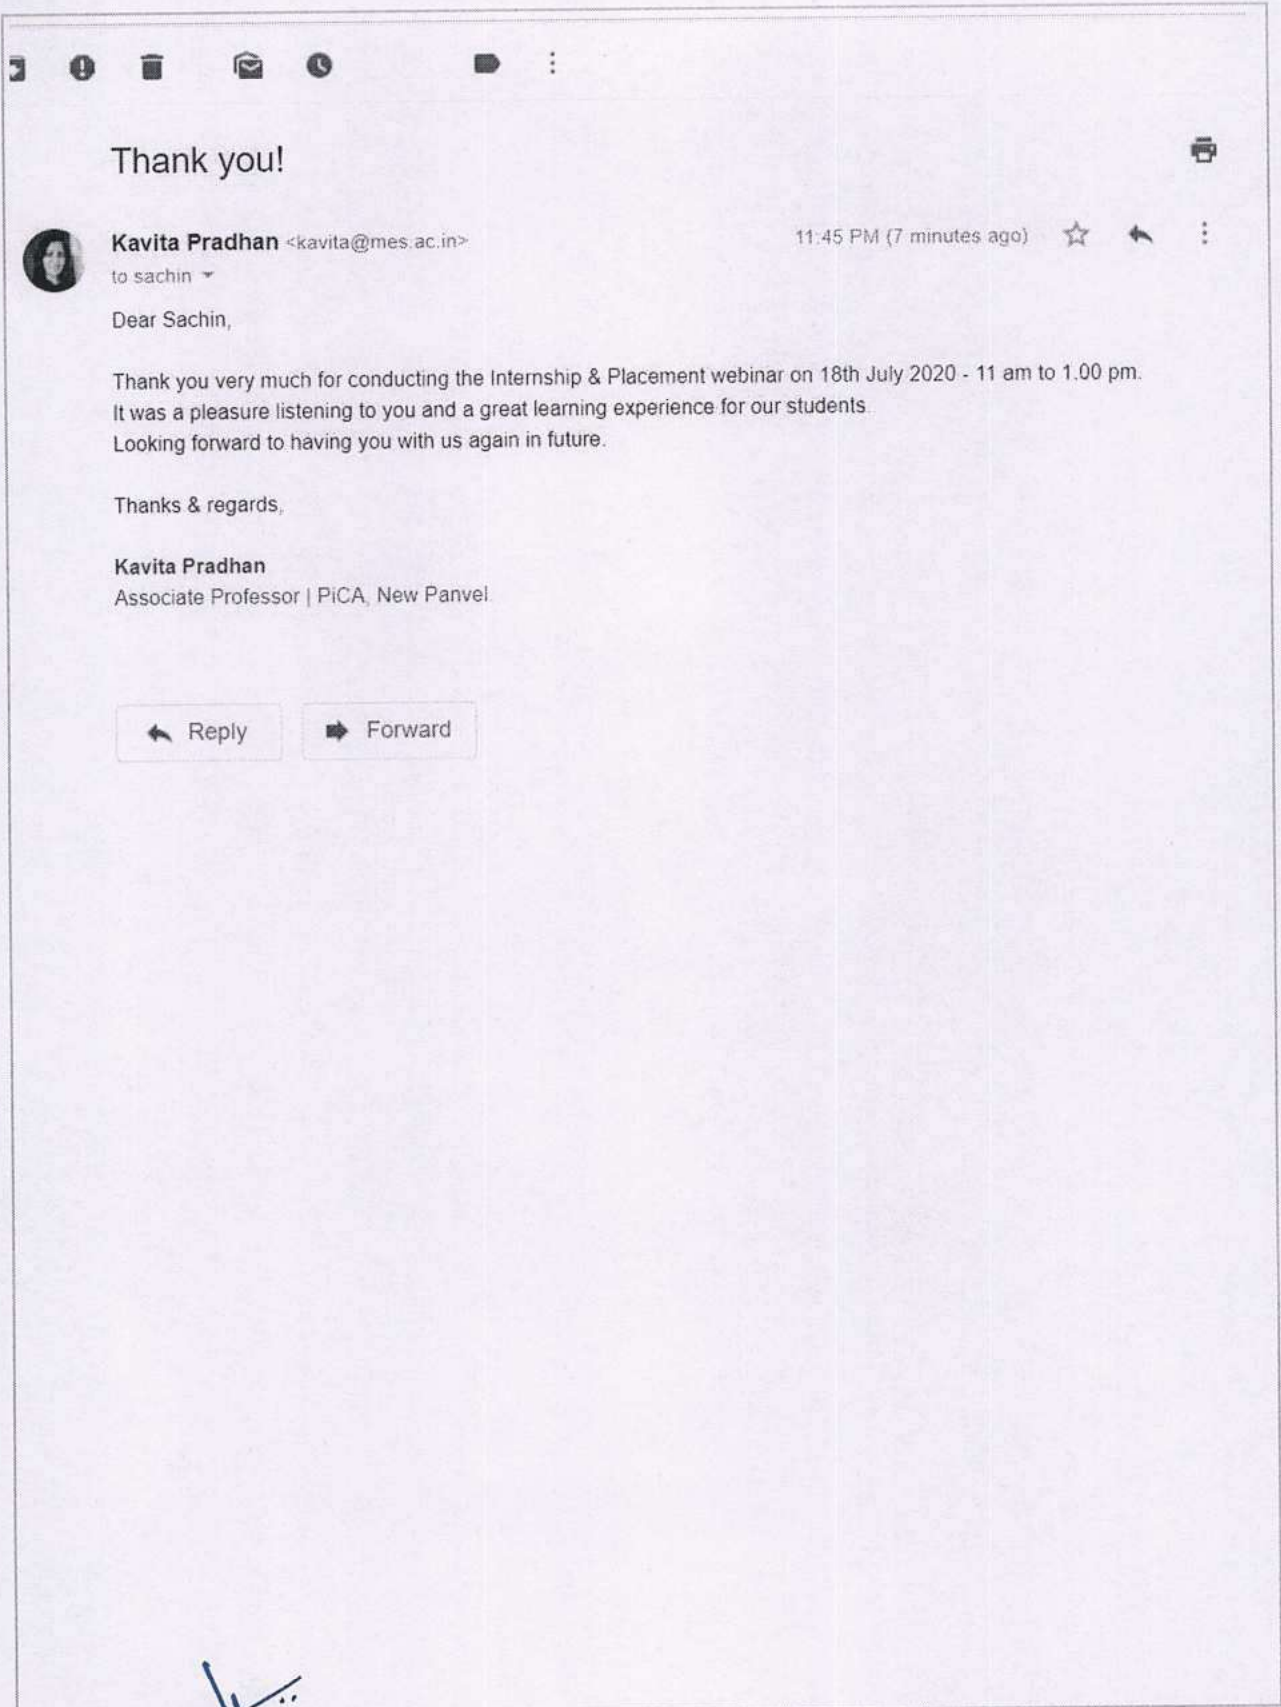 Thank you!
Kavita Pradhan <kavita@mes.ac.in>
11:45 PM (7 minutes ago)
to sachin
Dear Sachin,
Thank you very much for conducting the Internship & Placement webinar on 18th July 2020 - 11 am to 1.00 pm.
It was a pleasure listening to you and a great learning experience for our students.
Looking forward to having you with us again in future.
Thanks & regards,
Kavita Pradhan
Associate Professor | PiCA, New Panvel.
Reply
Forward